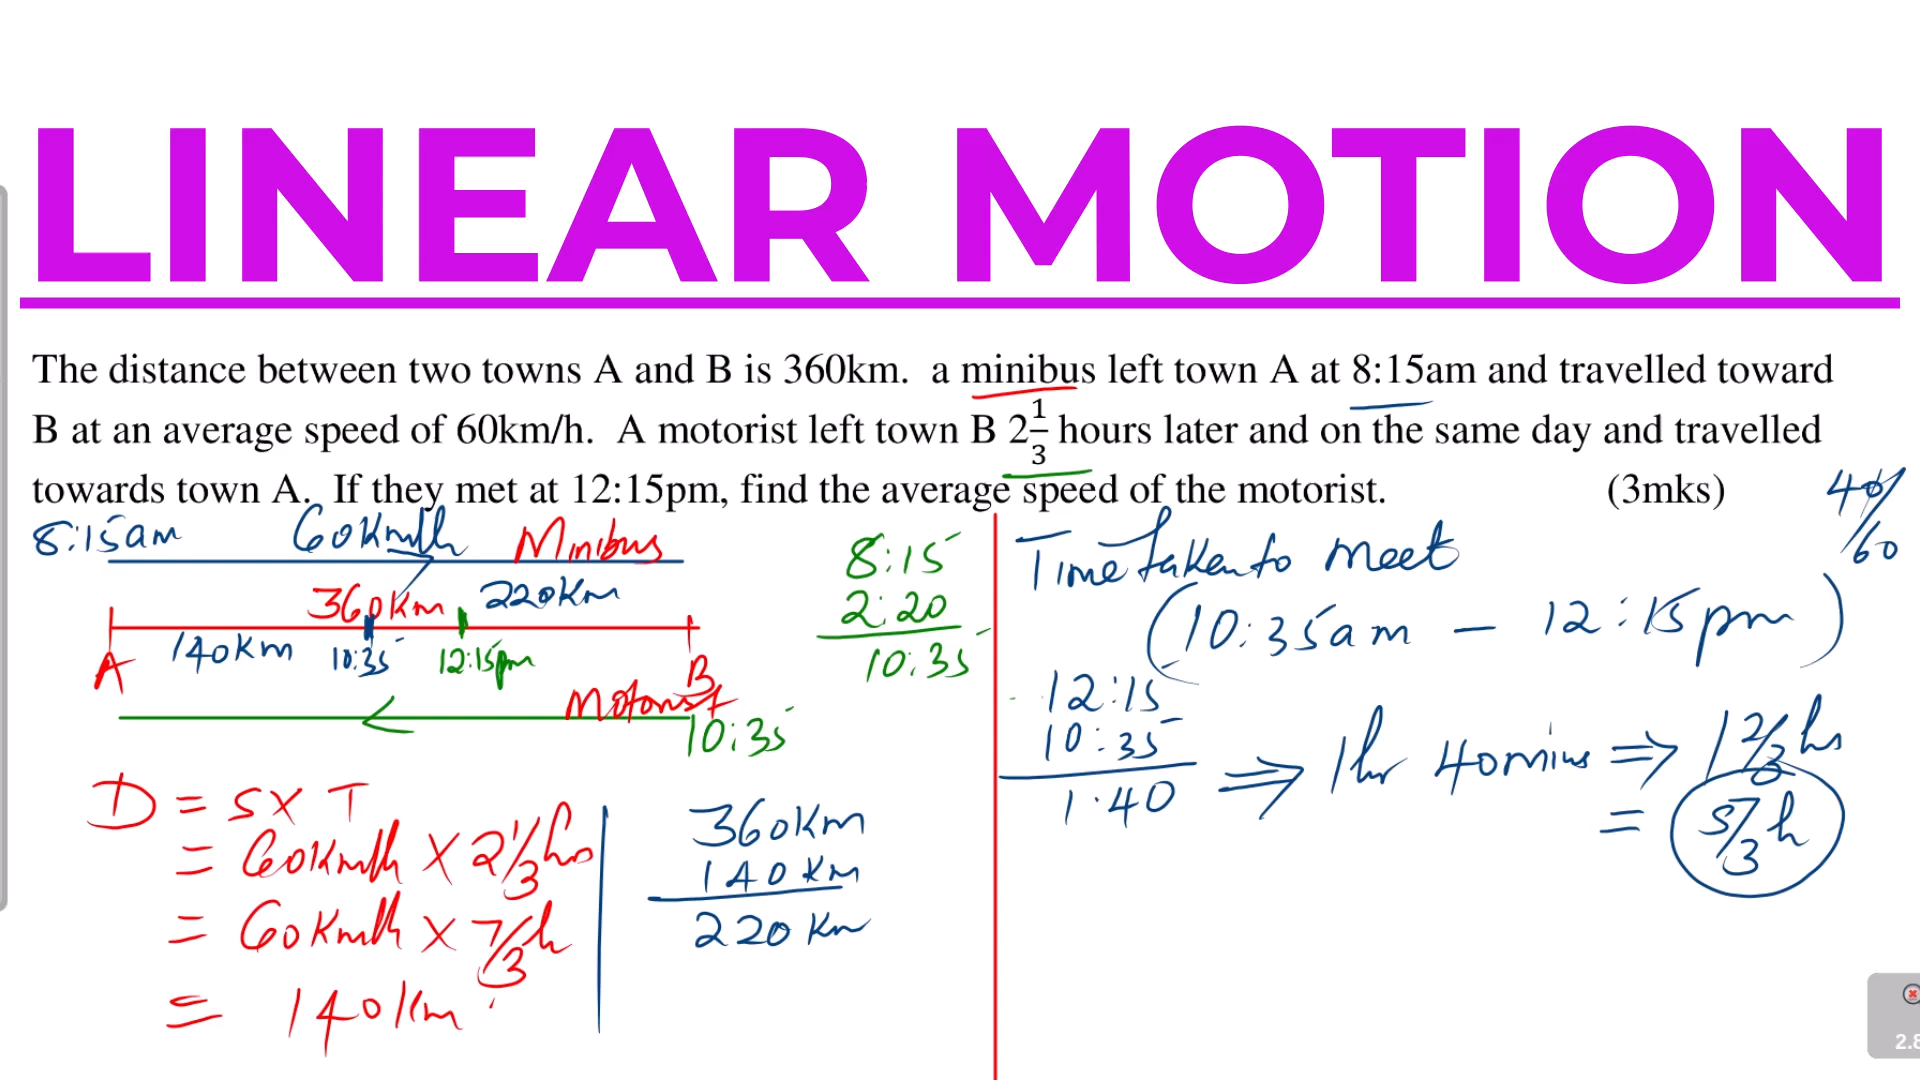 LINEAR MOTION
The distance between two towns A and B is 360km. a minibus left town A at 8:15am and travelled toward
B at an average speed of 60km/h. A motorist left town B 2 1/3 hours later and on the same day and travelled
towards town A. If they met at 12:15pm, find the average speed of the motorist. (3mks)
40/60
8:15am 60km/h Minibus
360km 220km
140km 10:35 12:15pm
A B
Motorist
10:35
D = S x T
= 60km/h x 2 1/3 hrs
= 60km/h x 7/3 h
= 140km
360km
140km
220km
8:15
2:20
10:35
Time taken to meet
(10:35am - 12:15pm)
12:15
10:35
1.40 ⇒ 1hr 40mins ⇒ 1 2/3 hs
= 5/3 h
2.8